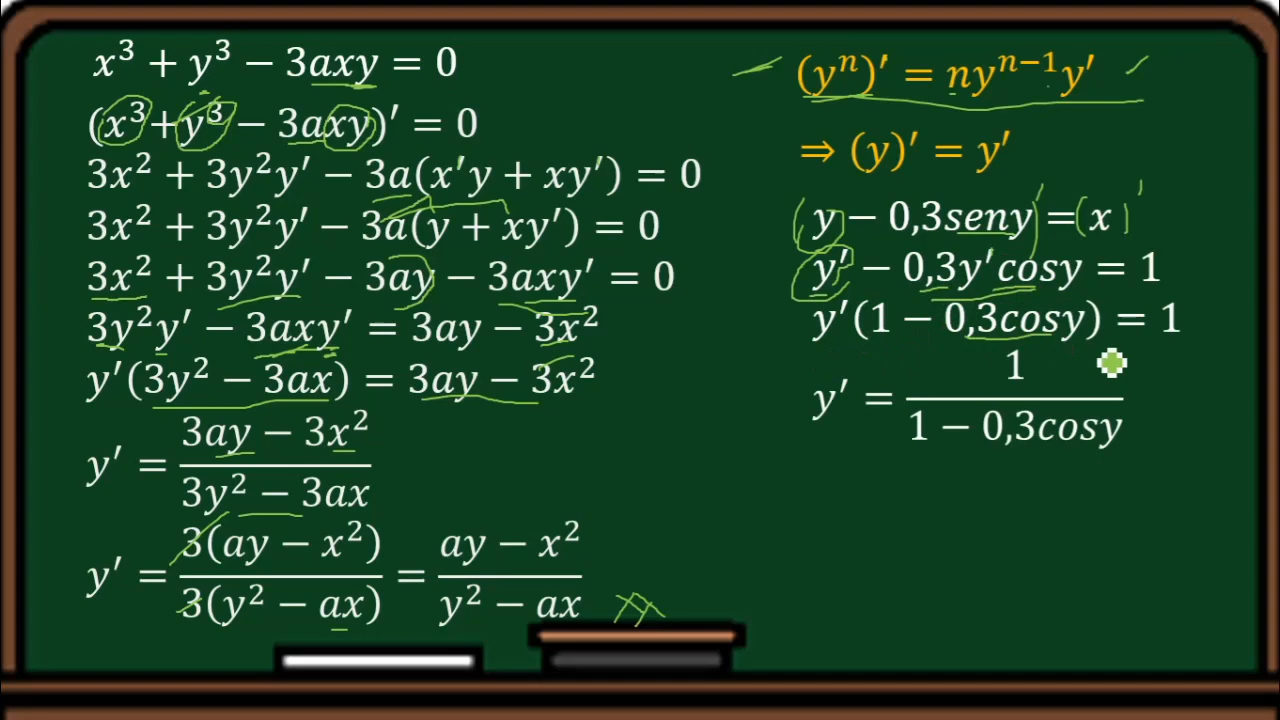 x³ + y³ − 3axy = 0
(x³+y³ − 3axy)′ = 0
3x² + 3y²y′ − 3a(x′y + xy′) = 0
3x² + 3y²y′ − 3a(y + xy′) = 0
3x² + 3y²y′ − 3ay − 3axy′ = 0
3y²y′ − 3axy′ = 3ay − 3x²
y′(3y² − 3ax) = 3ay − 3x²
y′ = (3ay − 3x²)/(3y² − 3ax)
y′ = 3(ay − x²)/3(y² − ax) = (ay − x²)/(y² − ax)
(yⁿ)′ = nyⁿ⁻¹y′
⇒ (y)′ = y′
(y − 0,3seny)′ = (x)′
y′ − 0,3y′cosy = 1
y′(1 − 0,3cosy) = 1
y′ = 1/(1 − 0,3cosy)